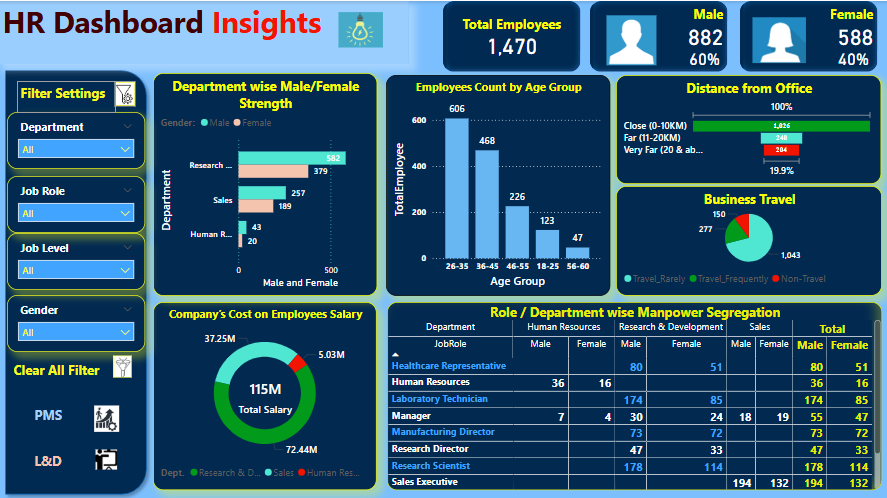 HR Dashboard Insights
Total Employees
1,470
Male
882
60%
Female
588
40%
Filter Settings
Department
All
Job Role
All
Job Level
All
Gender
All
Clear All Filter
PMS
L&D
Department wise Male/Female
Strength
Gender: Male Female
Department
Research ... 582
379
Sales 257
189
Human R... 43
20
0 500
Male and Female
Employees Count by Age Group
TotalEmployee
600
400
200
0
606
468
226
123
47
26-35 36-45 46-55 18-25 56-60
Age Group
Distance from Office
100%
Close (0-10KM) 1,026
Far (11-20KM) 240
Very Far (20 & ab... 204
19.9%
Business Travel
150
277
1,043
Travel_Rarely Travel_Frequently Non-Travel
Company's Cost on Employees Salary
37.25M
5.03M
115M
Total Salary
72.44M
Dept. Research & D... Sales Human Res...
Role / Department wise Manpower Segregation
Department Human Resources Research & Development Sales Total
JobRole Male Female Male Female Male Female Male Female
Healthcare Representative 80 51 80 51
Human Resources 36 16 36 16
Laboratory Technician 174 85 174 85
Manager 7 4 30 24 18 19 55 47
Manufacturing Director 73 72 73 72
Research Director 47 33 47 33
Research Scientist 178 114 178 114
Sales Executive 194 132 194 132